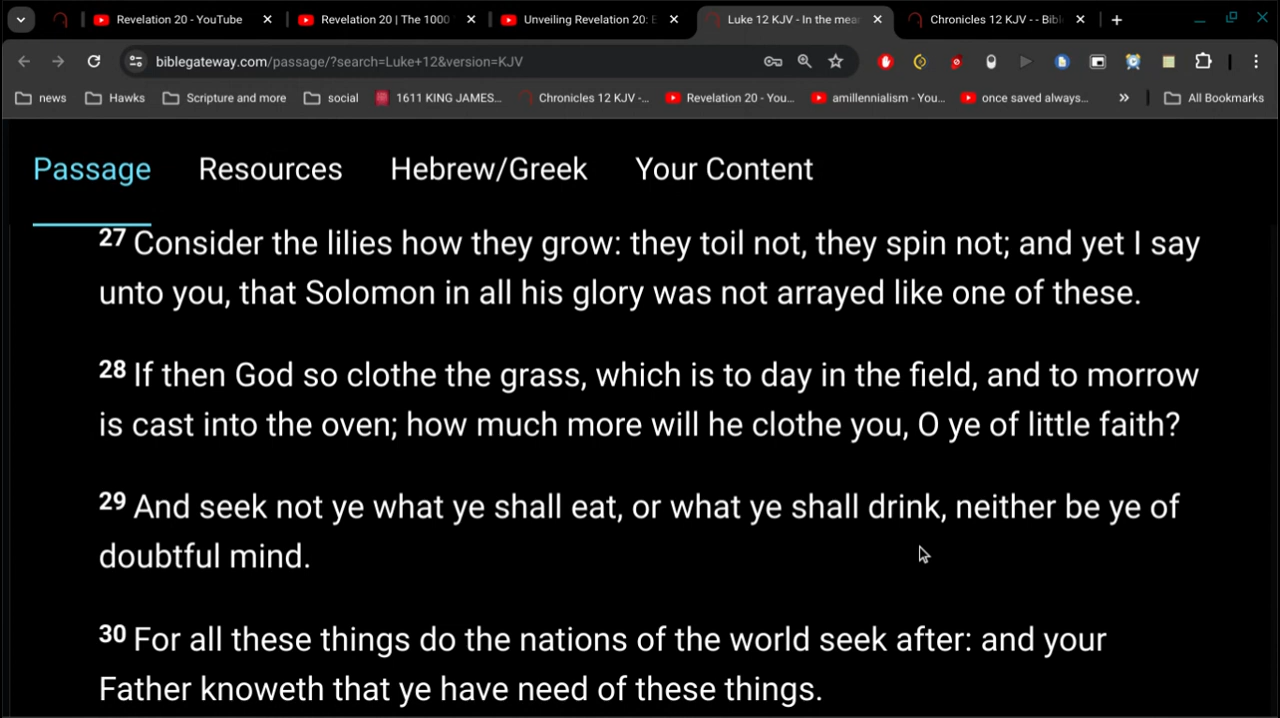 Revelation 20 - YouTube
Revelation 20 | The 1000
Unveiling Revelation 20: E
Luke 12 KJV - In the mear
Chronicles 12 KJV - - Bibl
biblegateway.com/passage/?search=Luke+12&version=KJV
news
Hawks
Scripture and more
social
1611 KING JAMES...
Chronicles 12 KJV -...
Revelation 20 - You...
amillennialism - You...
once saved always...
All Bookmarks
Passage
Resources
Hebrew/Greek
Your Content
27 Consider the lilies how they grow: they toil not, they spin not; and yet I say
unto you, that Solomon in all his glory was not arrayed like one of these.
28 If then God so clothe the grass, which is to day in the field, and to morrow
is cast into the oven; how much more will he clothe you, O ye of little faith?
29 And seek not ye what ye shall eat, or what ye shall drink, neither be ye of
doubtful mind.
30 For all these things do the nations of the world seek after: and your
Father knoweth that ye have need of these things.